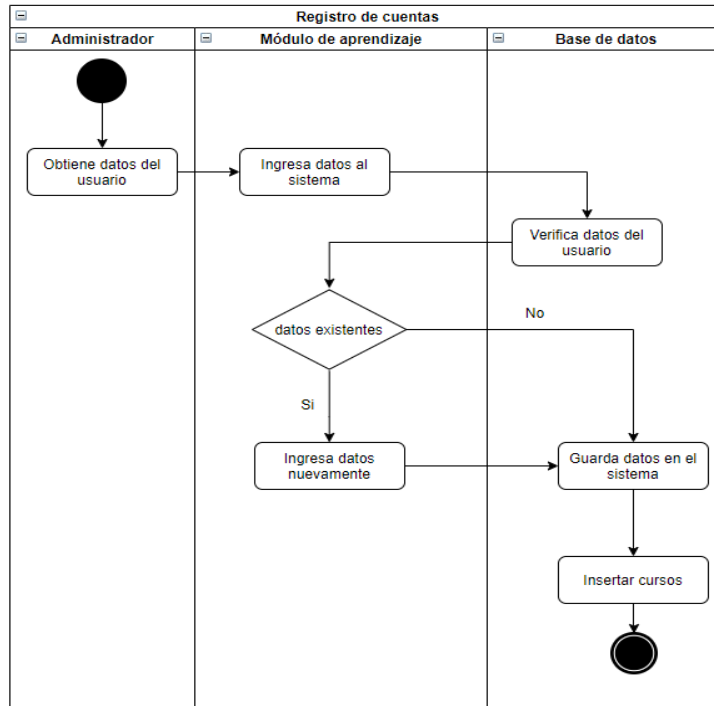 Registro de cuentas
Administrador
Módulo de aprendizaje
Base de datos
Obtiene datos del
usuario
Ingresa datos al
sistema
Verifica datos del
usuario
datos existentes
No
Si
Ingresa datos
nuevamente
Guarda datos en el
sistema
Insertar cursos